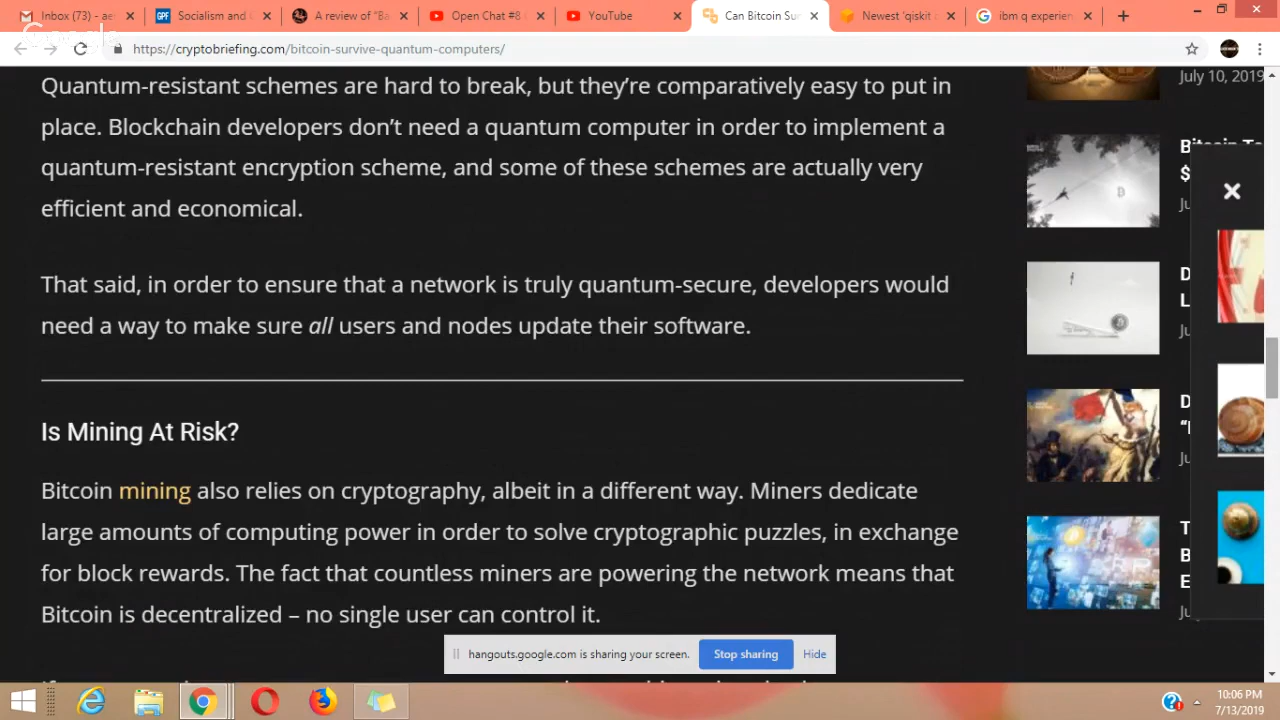 Inbox (73) - aes
Socialism and
A review of "Ba
Open Chat #8
YouTube
Can Bitcoin Sur
Newest 'qiskit
ibm q experien
Google
https://cryptobriefing.com/bitcoin-survive-quantum-computers/
Quantum-resistant schemes are hard to break, but they're comparatively easy to put in
place. Blockchain developers don't need a quantum computer in order to implement a
quantum-resistant encryption scheme, and some of these schemes are actually very
efficient and economical.
That said, in order to ensure that a network is truly quantum-secure, developers would
need a way to make sure all users and nodes update their software.
Is Mining At Risk?
Bitcoin mining also relies on cryptography, albeit in a different way. Miners dedicate
large amounts of computing power in order to solve cryptographic puzzles, in exchange
for block rewards. The fact that countless miners are powering the network means that
Bitcoin is decentralized – no single user can control it.
July 10, 2019
$
Ju
D
L
Ju
D
"
Ju
T
B
E
Ju
hangouts.google.com is sharing your screen.
Stop sharing
Hide
10:06 PM
7/13/2019